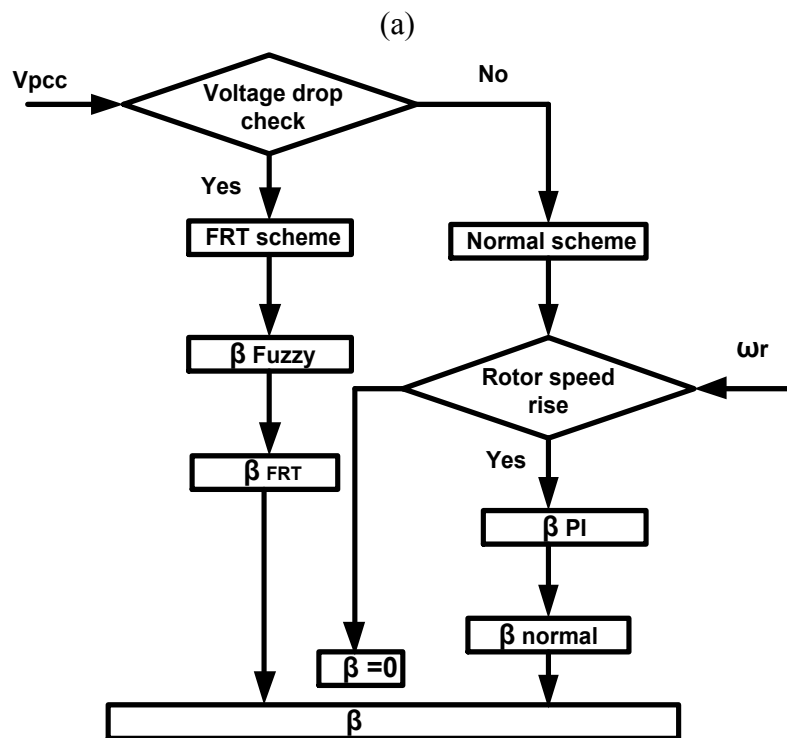 (a)
Vpcc
Voltage drop
check
No
Yes
FRT scheme
Normal scheme
β Fuzzy
ωr
Rotor speed
rise
β FRT
Yes
β PI
β normal
β =0
β